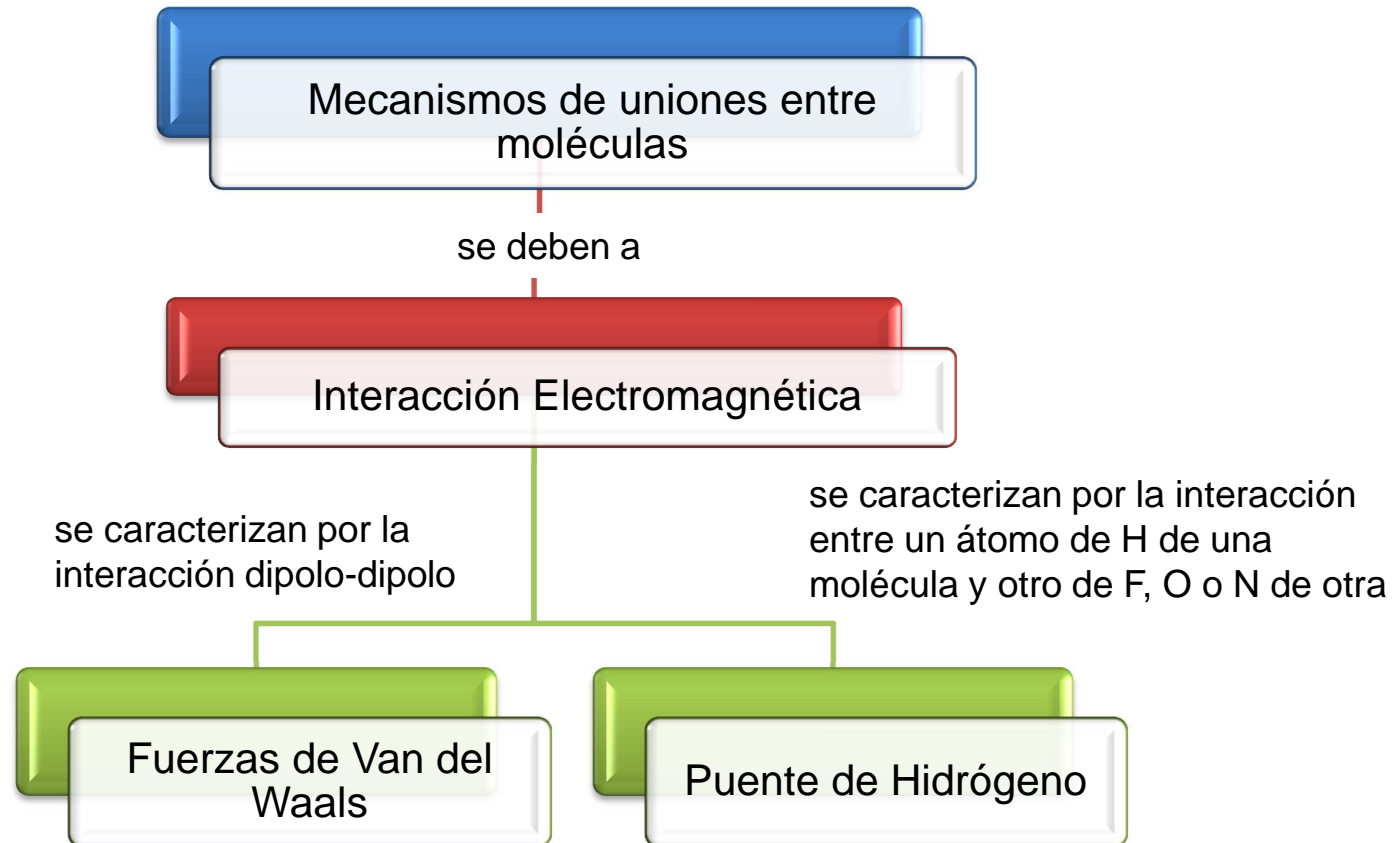 Mecanismos de uniones entre
moléculas
se deben a
Interacción Electromagnética
se caracterizan por la
interacción dipolo-dipolo
se caracterizan por la interacción
entre un átomo de H de una
molécula y otro de F, O o N de otra
Fuerzas de Van del
Waals
Puente de Hidrógeno